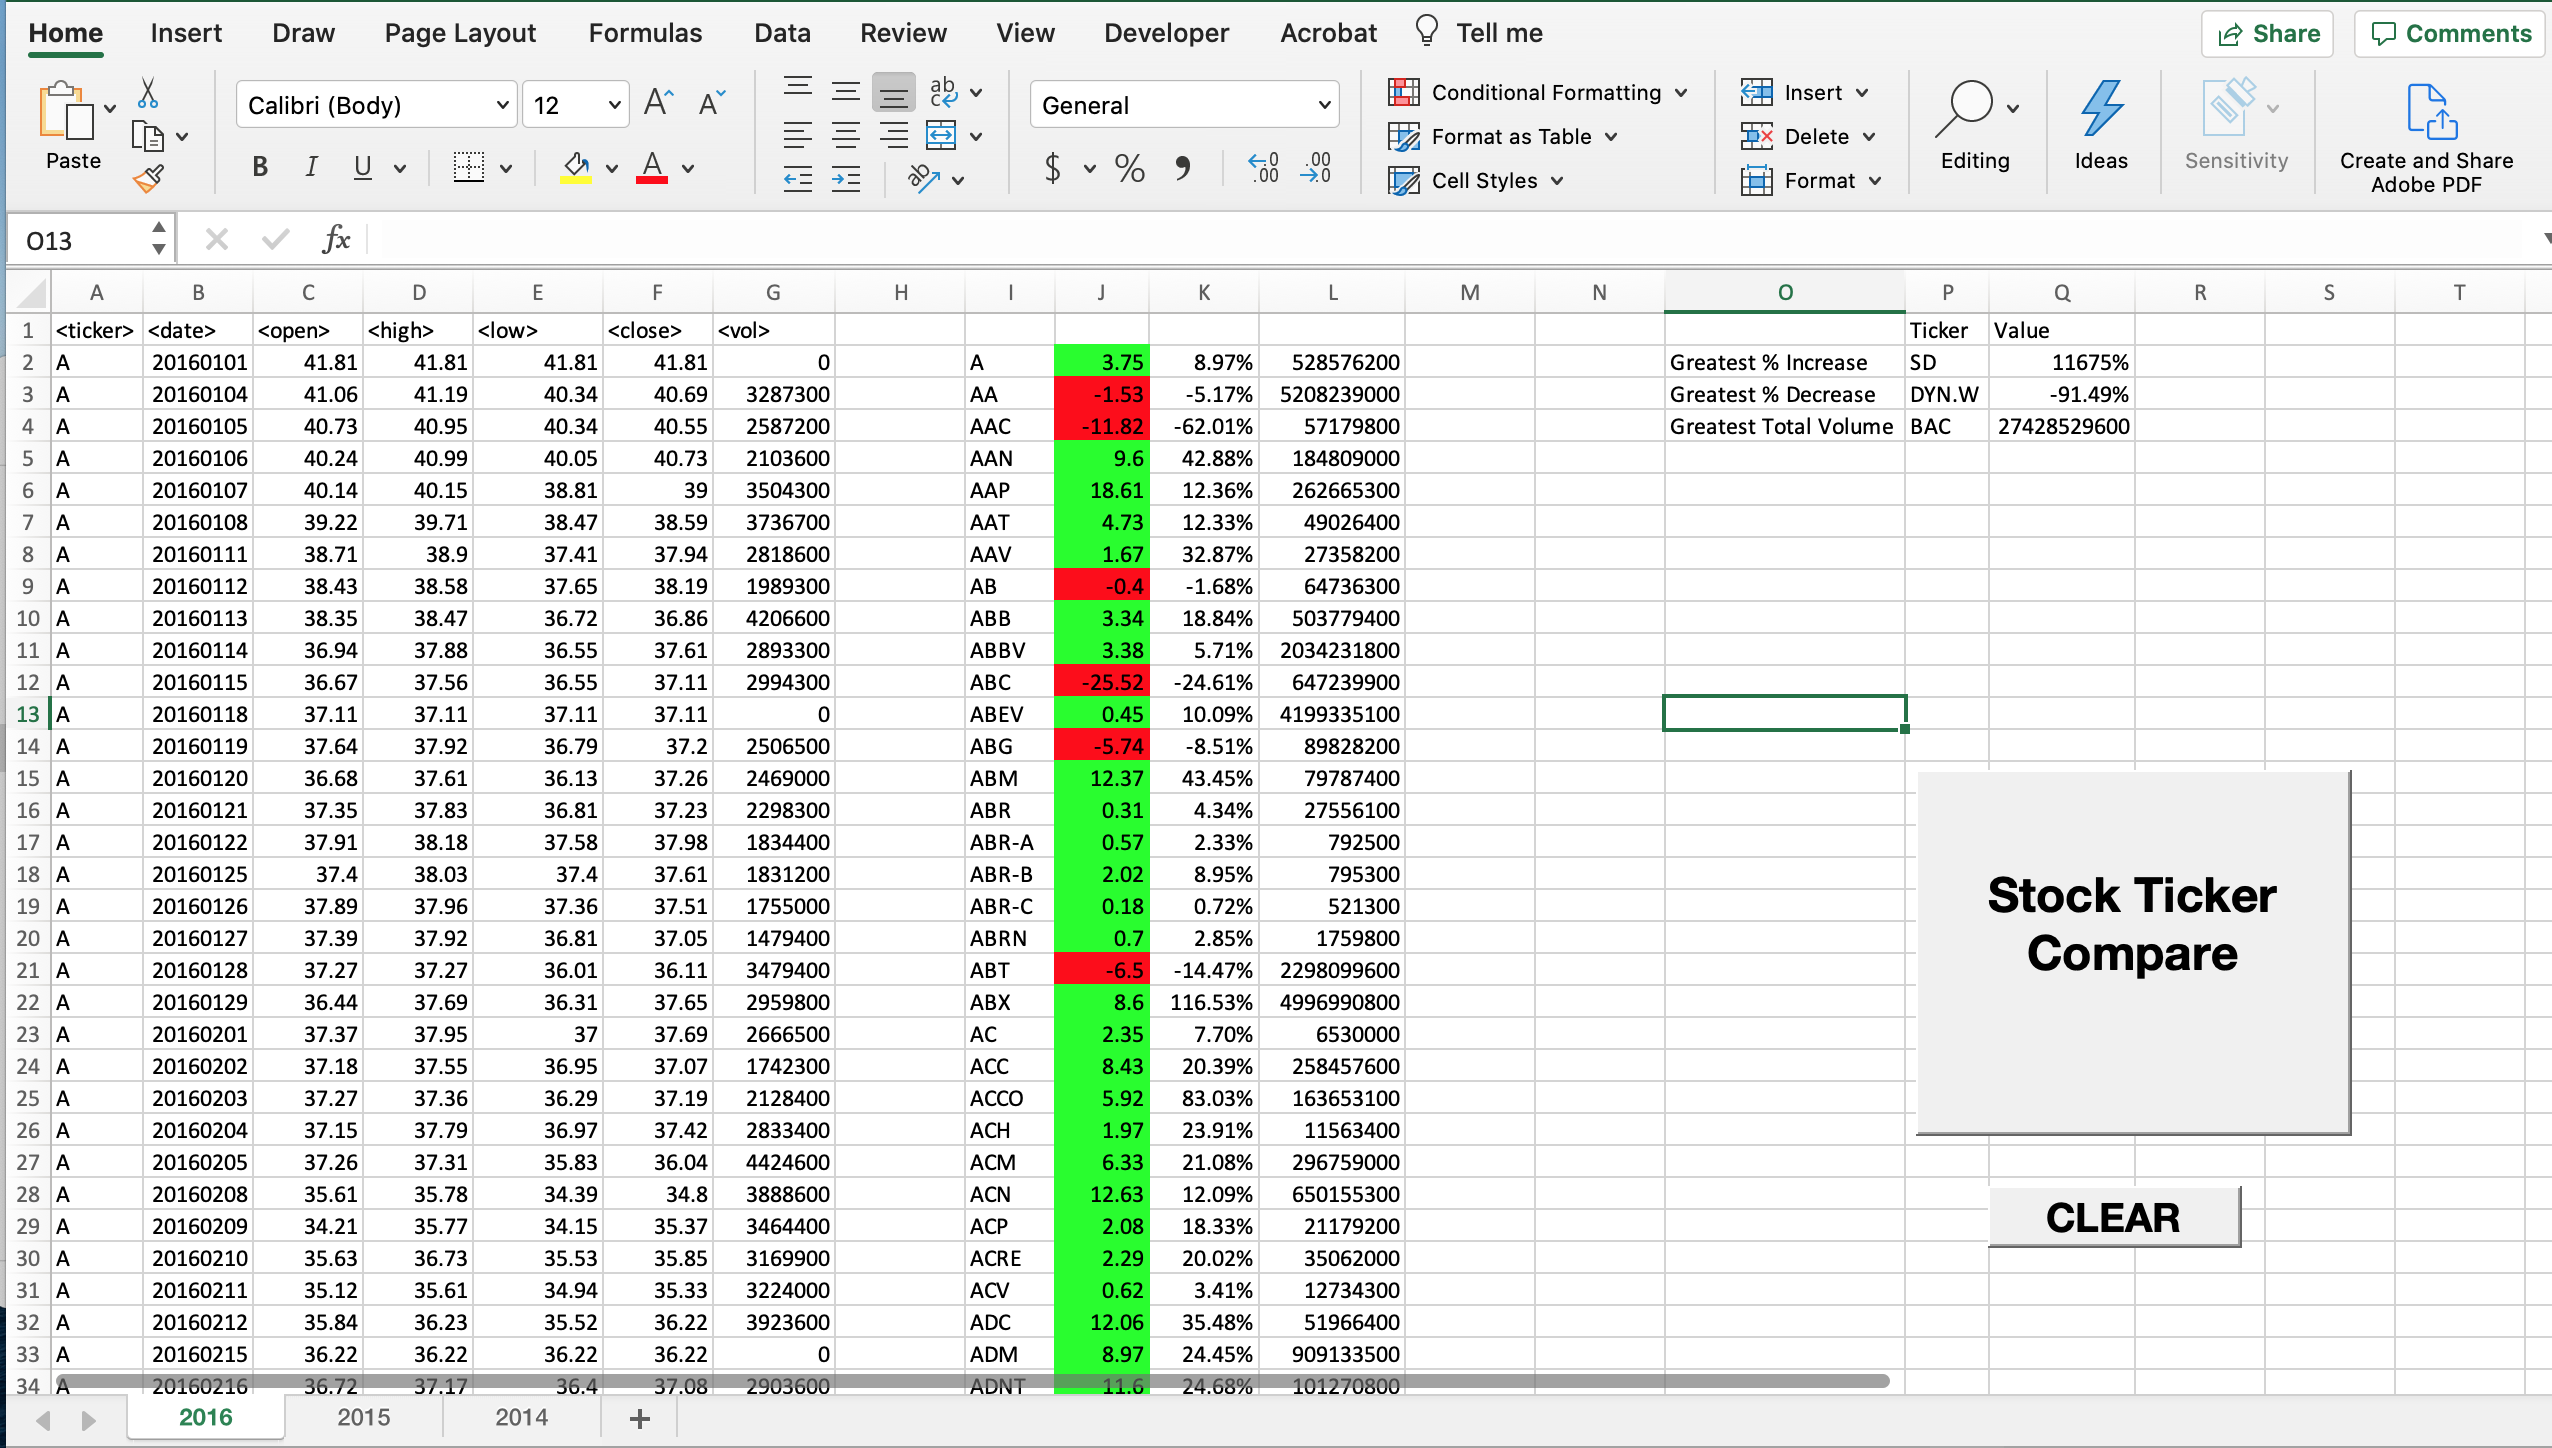 Home Insert Draw Page Layout Formulas Data Review View Developer Acrobat Tell me Share Comments
Paste Calibri (Body) 12 A A ab c General Conditional Formatting Insert
Format as Table Delete Editing Ideas Sensitivity Create and Share Adobe PDF
B I U A ab $ % , .0 .00 .00 .0 Cell Styles Format
O13 fx
A B C D E F G H I J K L M N O P Q R S T
1 <ticker> <date> <open> <high> <low> <close> <vol> Ticker Value
2 A 20160101 41.81 41.81 41.81 41.81 0 A 3.75 8.97% 528576200 Greatest % Increase SD 11675%
3 A 20160104 41.06 41.19 40.34 40.69 3287300 AA -1.53 -5.17% 5208239000 Greatest % Decrease DYN.W -91.49%
4 A 20160105 40.73 40.95 40.34 40.55 2587200 AAC -11.82 -62.01% 57179800 Greatest Total Volume BAC 27428529600
5 A 20160106 40.24 40.99 40.05 40.73 2103600 AAN 9.6 42.88% 184809000
6 A 20160107 40.14 40.15 38.81 39 3504300 AAP 18.61 12.36% 262665300
7 A 20160108 39.22 39.71 38.47 38.59 3736700 AAT 4.73 12.33% 49026400
8 A 20160111 38.71 38.9 37.41 37.94 2818600 AAV 1.67 32.87% 27358200
9 A 20160112 38.43 38.58 37.65 38.19 1989300 AB -0.4 -1.68% 64736300
10 A 20160113 38.35 38.47 36.72 36.86 4206600 ABB 3.34 18.84% 503779400
11 A 20160114 36.94 37.88 36.55 37.61 2893300 ABBV 3.38 5.71% 2034231800
12 A 20160115 36.67 37.56 36.55 37.11 2994300 ABC -25.52 -24.61% 647239900
13 A 20160118 37.11 37.11 37.11 37.11 0 ABEV 0.45 10.09% 4199335100
14 A 20160119 37.64 37.92 36.79 37.2 2506500 ABG -5.74 -8.51% 89828200
15 A 20160120 36.68 37.61 36.13 37.26 2469000 ABM 12.37 43.45% 79787400
16 A 20160121 37.35 37.83 36.81 37.23 2298300 ABR 0.31 4.34% 27556100
17 A 20160122 37.91 38.18 37.58 37.98 1834400 ABR-A 0.57 2.33% 792500
18 A 20160125 37.4 38.03 37.4 37.61 1831200 ABR-B 2.02 8.95% 795300
19 A 20160126 37.89 37.96 37.36 37.51 1755000 ABR-C 0.18 0.72% 521300
20 A 20160127 37.39 37.92 36.81 37.05 1479400 ABRN 0.7 2.85% 1759800
21 A 20160128 37.27 37.27 36.01 36.11 3479400 ABT -6.5 -14.47% 2298099600
22 A 20160129 36.44 37.69 36.31 37.65 2959800 ABX 8.6 116.53% 4996990800
23 A 20160201 37.37 37.95 37 37.69 2666500 AC 2.35 7.70% 6530000
24 A 20160202 37.18 37.55 36.95 37.07 1742300 ACC 8.43 20.39% 258457600
25 A 20160203 37.27 37.36 36.29 37.19 2128400 ACCO 5.92 83.03% 163653100
26 A 20160204 37.15 37.79 36.97 37.42 2833400 ACH 1.97 23.91% 11563400
27 A 20160205 37.26 37.31 35.83 36.04 4424600 ACM 6.33 21.08% 296759000
28 A 20160208 35.61 35.78 34.39 34.8 3888600 ACN 12.63 12.09% 650155300
29 A 20160209 34.21 35.77 34.15 35.37 3464400 ACP 2.08 18.33% 21179200
30 A 20160210 35.63 36.73 35.53 35.85 3169900 ACRE 2.29 20.02% 35062000
31 A 20160211 35.12 35.61 34.94 35.33 3224000 ACV 0.62 3.41% 12734300
32 A 20160212 35.84 36.23 35.52 36.22 3923600 ADC 12.06 35.48% 51966400
33 A 20160215 36.22 36.22 36.22 36.22 0 ADM 8.97 24.45% 909133500
34 A 20160216 36.72 37.17 36.4 37.08 2903600 ADNT 11.6 24.68% 101270800
Stock Ticker
Compare
CLEAR
2016 2015 2014 +